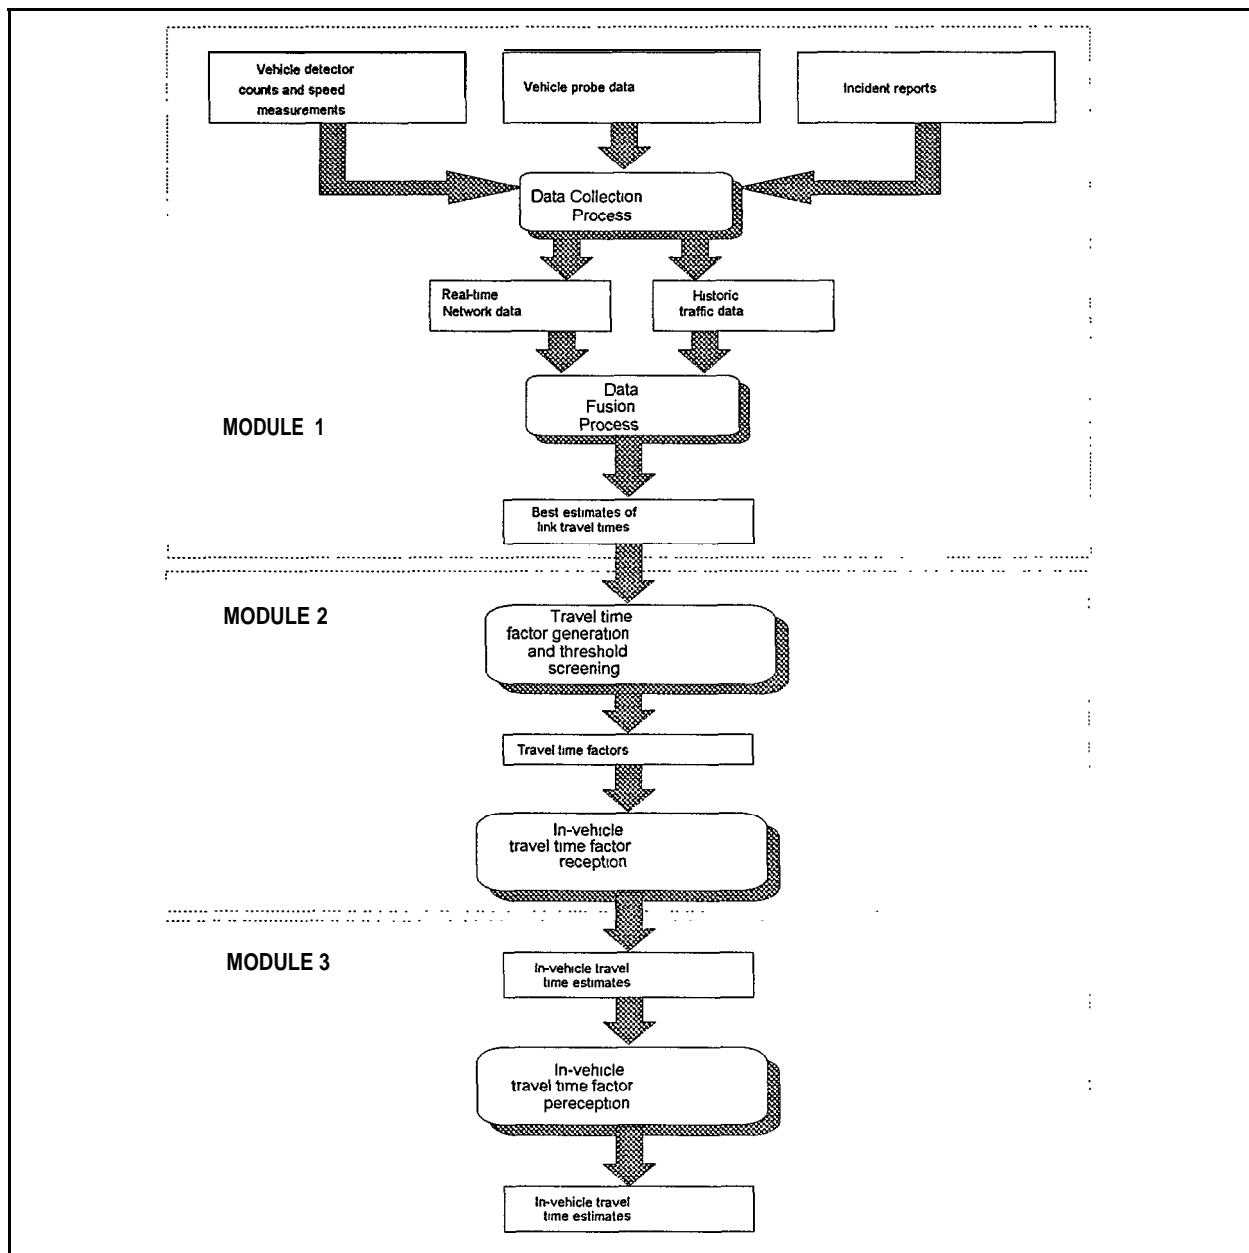 Vehicle detector
counts and speed
measurements
Vehicle probe data
Incident reports
Data Collection
Process
Real-time
Network data
Historic
traffic data
Data
Fusion
Process
MODULE 1
Best estimates of
link travel times
MODULE 2
Travel time
factor generation
and threshold
screening
Travel time factors
In-vehicle
travel time factor
reception
MODULE 3
In-vehicle travel
time estimates
In-vehicle
travel time factor
pereception
In-vehicle travel
time estimates